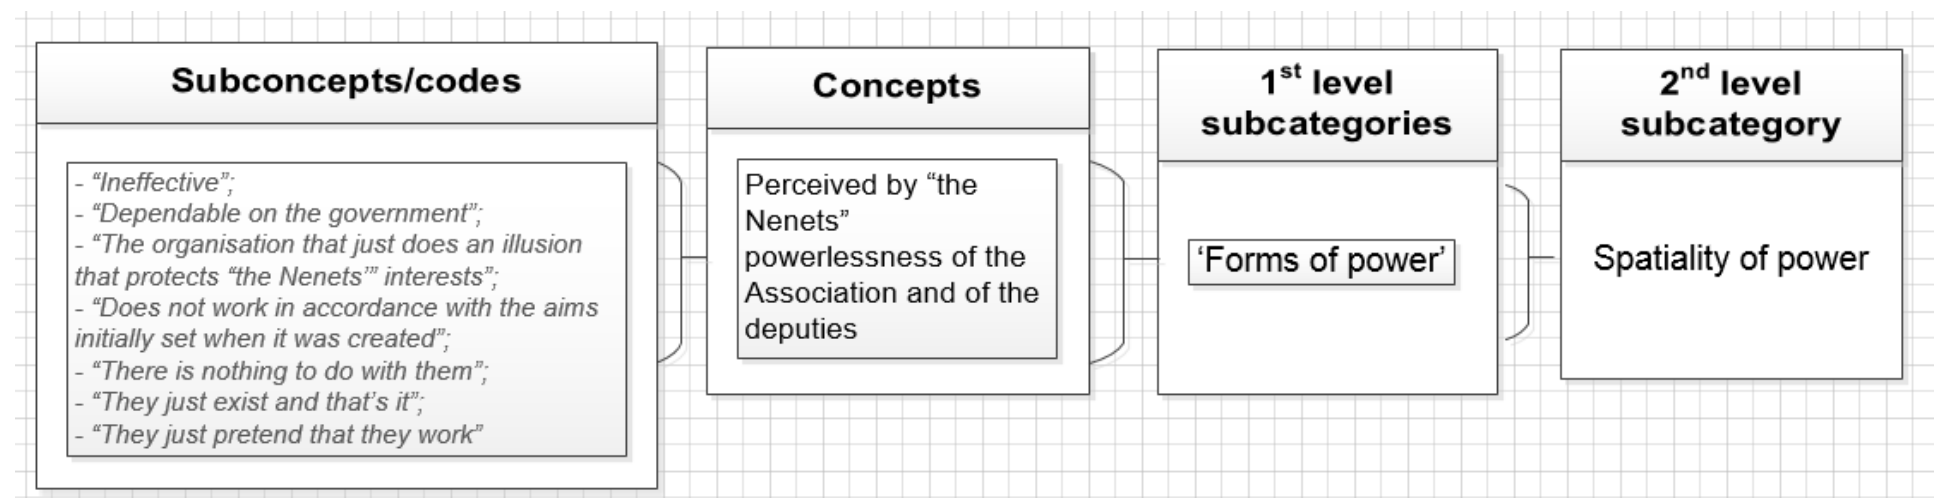 Subconcepts/codes
- “Ineffective”;
- “Dependable on the government”;
- “The organisation that just does an illusion
that protects “the Nenets’” interests”;
- “Does not work in accordance with the aims
initially set when it was created”;
- “There is nothing to do with them”;
- “They just exist and that’s it”;
- “They just pretend that they work”
Concepts
Perceived by “the
Nenets”
powerlessness of the
Association and of the
deputies
1st level
subcategories
‘Forms of power’
2nd level
subcategory
Spatiality of power